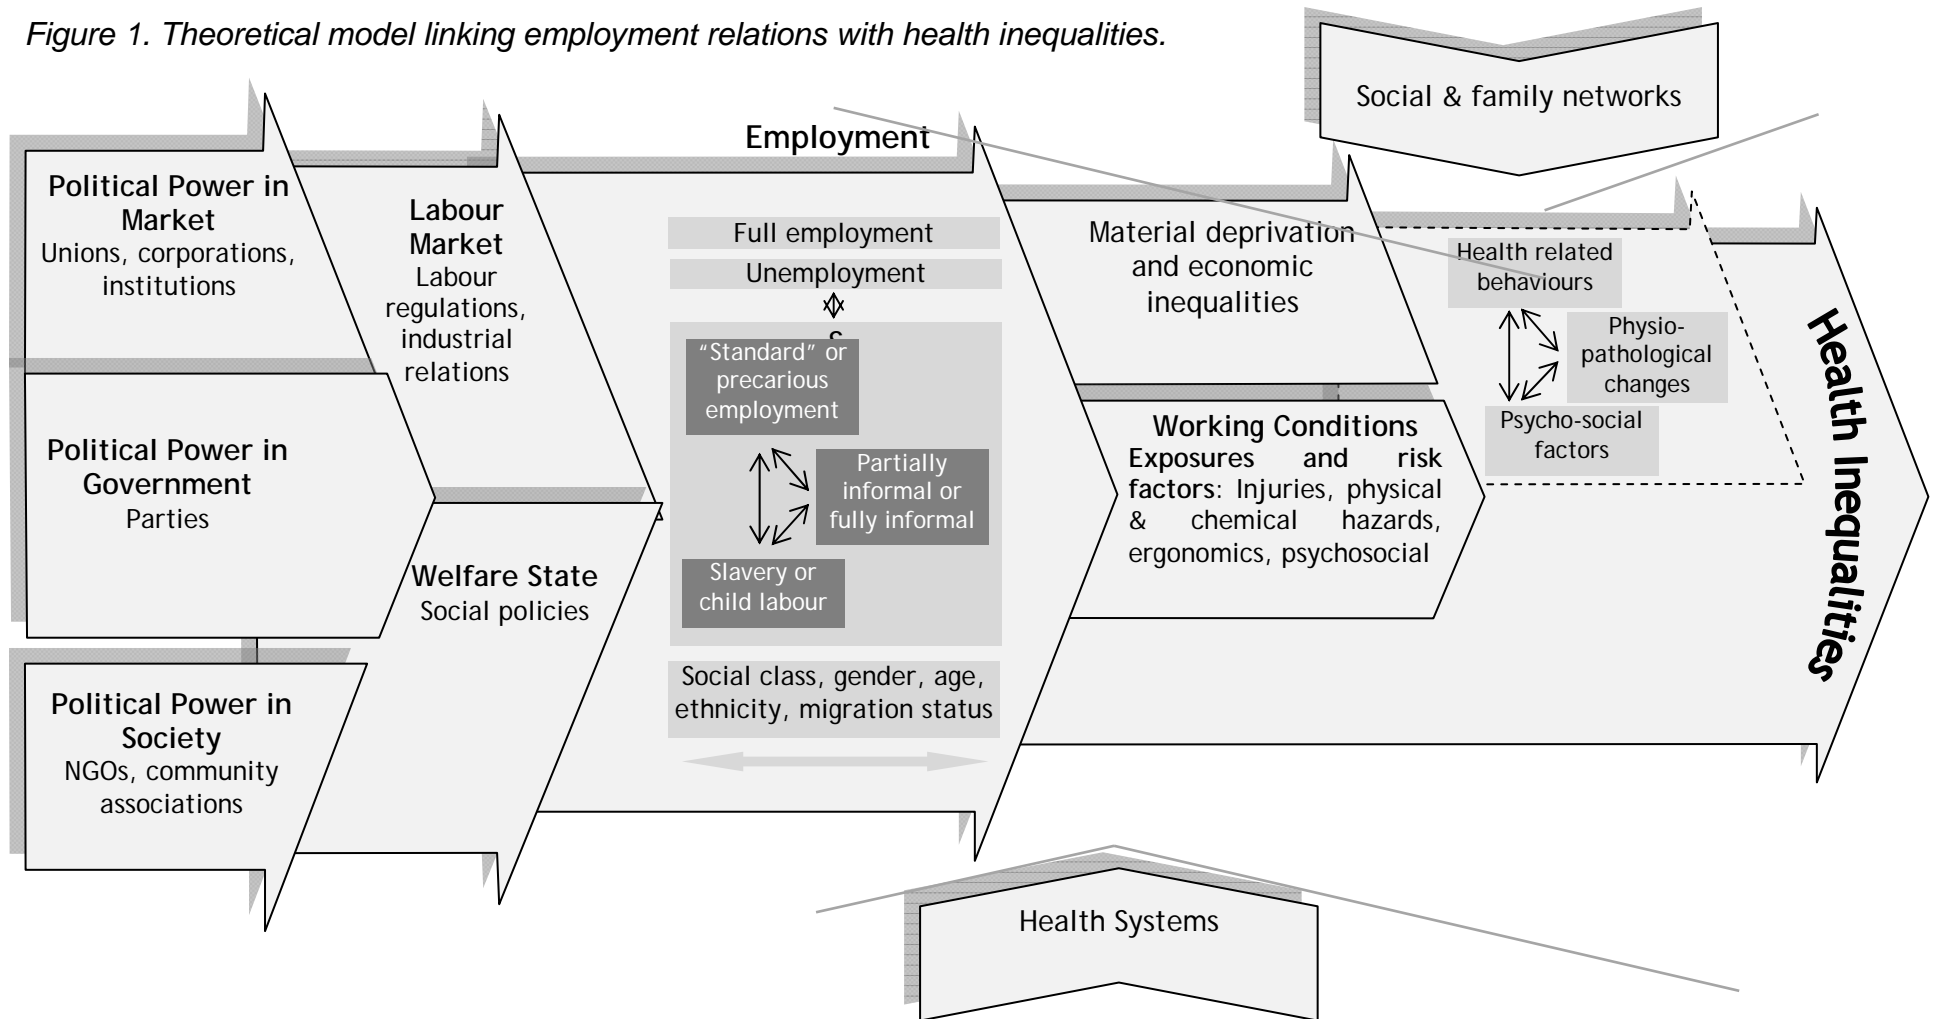 Figure 1. Theoretical model linking employment relations with health inequalities.
Social & family networks
Political Power in
Market
Unions, corporations,
institutions
Political Power in
Government
Parties
Political Power in
Society
NGOs, community
associations
Labour
Market
Labour
regulations,
industrial
relations
Welfare State
Social policies
Employment
Full employment
Unemployment
“Standard” or
precarious
employment
Partially
informal or
fully informal
Slavery or
child labour
Social class, gender, age,
ethnicity, migration status
Material deprivation
and economic
inequalities
Working Conditions
Exposures and risk
factors: Injuries, physical
& chemical hazards,
ergonomics, psychosocial
Health related
behaviours
Physio-
pathological
changes
Psycho-social
factors
Health Inequalities
Health Systems